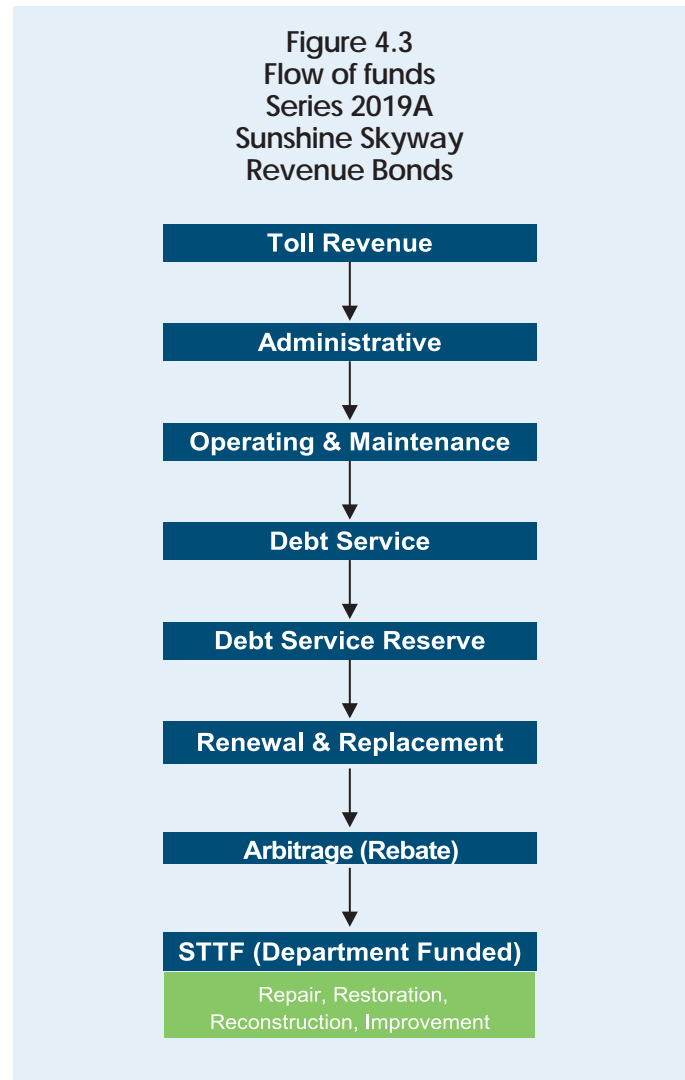 Figure 4.3
Flow of funds
Series 2019A
Sunshine Skyway
Revenue Bonds
Toll Revenue
Administrative
Operating & Maintenance
Debt Service
Debt Service Reserve
Renewal & Replacement
Arbitrage (Rebate)
STTF (Department Funded)
Repair, Restoration,
Reconstruction, Improvement